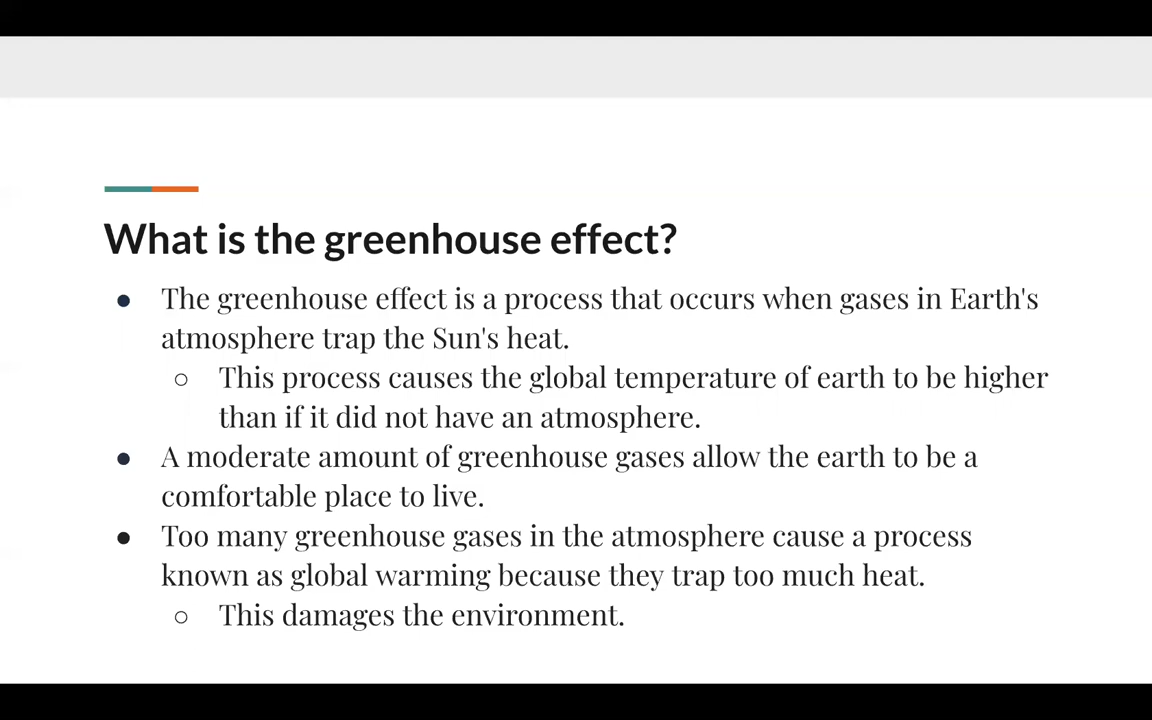 What is the greenhouse effect?
● The greenhouse effect is a process that occurs when gases in Earth's
atmosphere trap the Sun's heat.
○ This process causes the global temperature of earth to be higher
than if it did not have an atmosphere.
● A moderate amount of greenhouse gases allow the earth to be a
comfortable place to live.
● Too many greenhouse gases in the atmosphere cause a process
known as global warming because they trap too much heat.
○ This damages the environment.